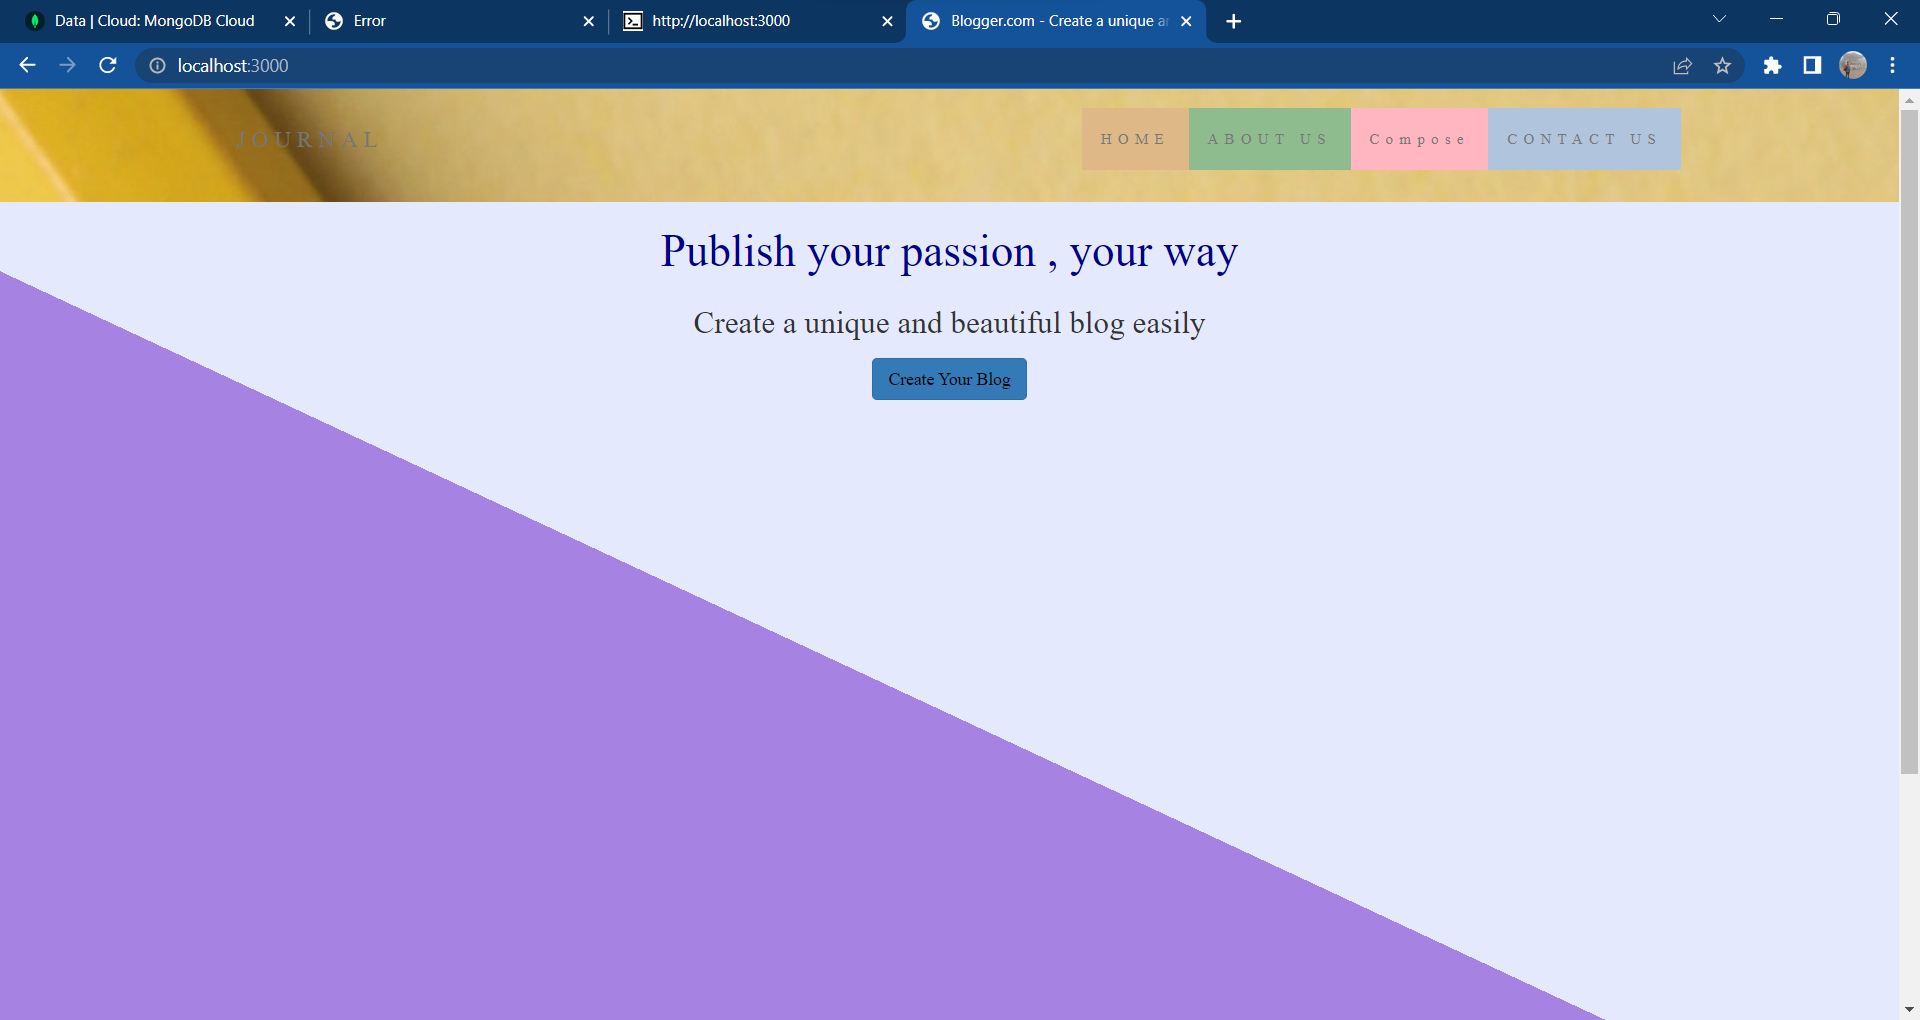 Data | Cloud: MongoDB Cloud
Error
http://localhost:3000
Blogger.com - Create a unique a
localhost:3000
JOURNAL
HOME
ABOUT US
Compose
CONTACT US
Publish your passion , your way
Create a unique and beautiful blog easily
Create Your Blog